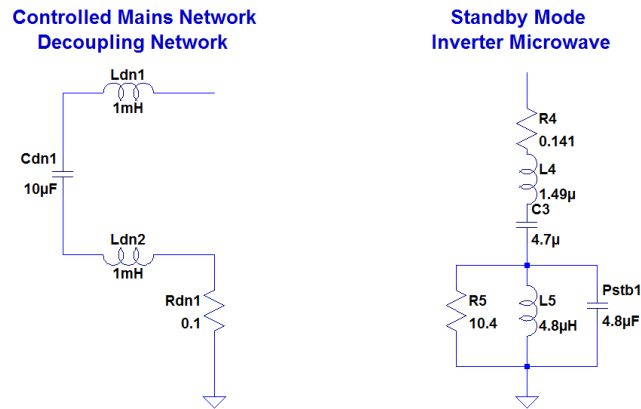 Controlled Mains Network
Decoupling Network
Ldn1
1mH
Cdn1
10µF
Ldn2
1mH
Rdn1
0.1
Standby Mode
Inverter Microwave
R4
0.141
L4
1.49µ
C3
4.7µ
R5
10.4
L5
4.8µH
Pstb1
4.8µF